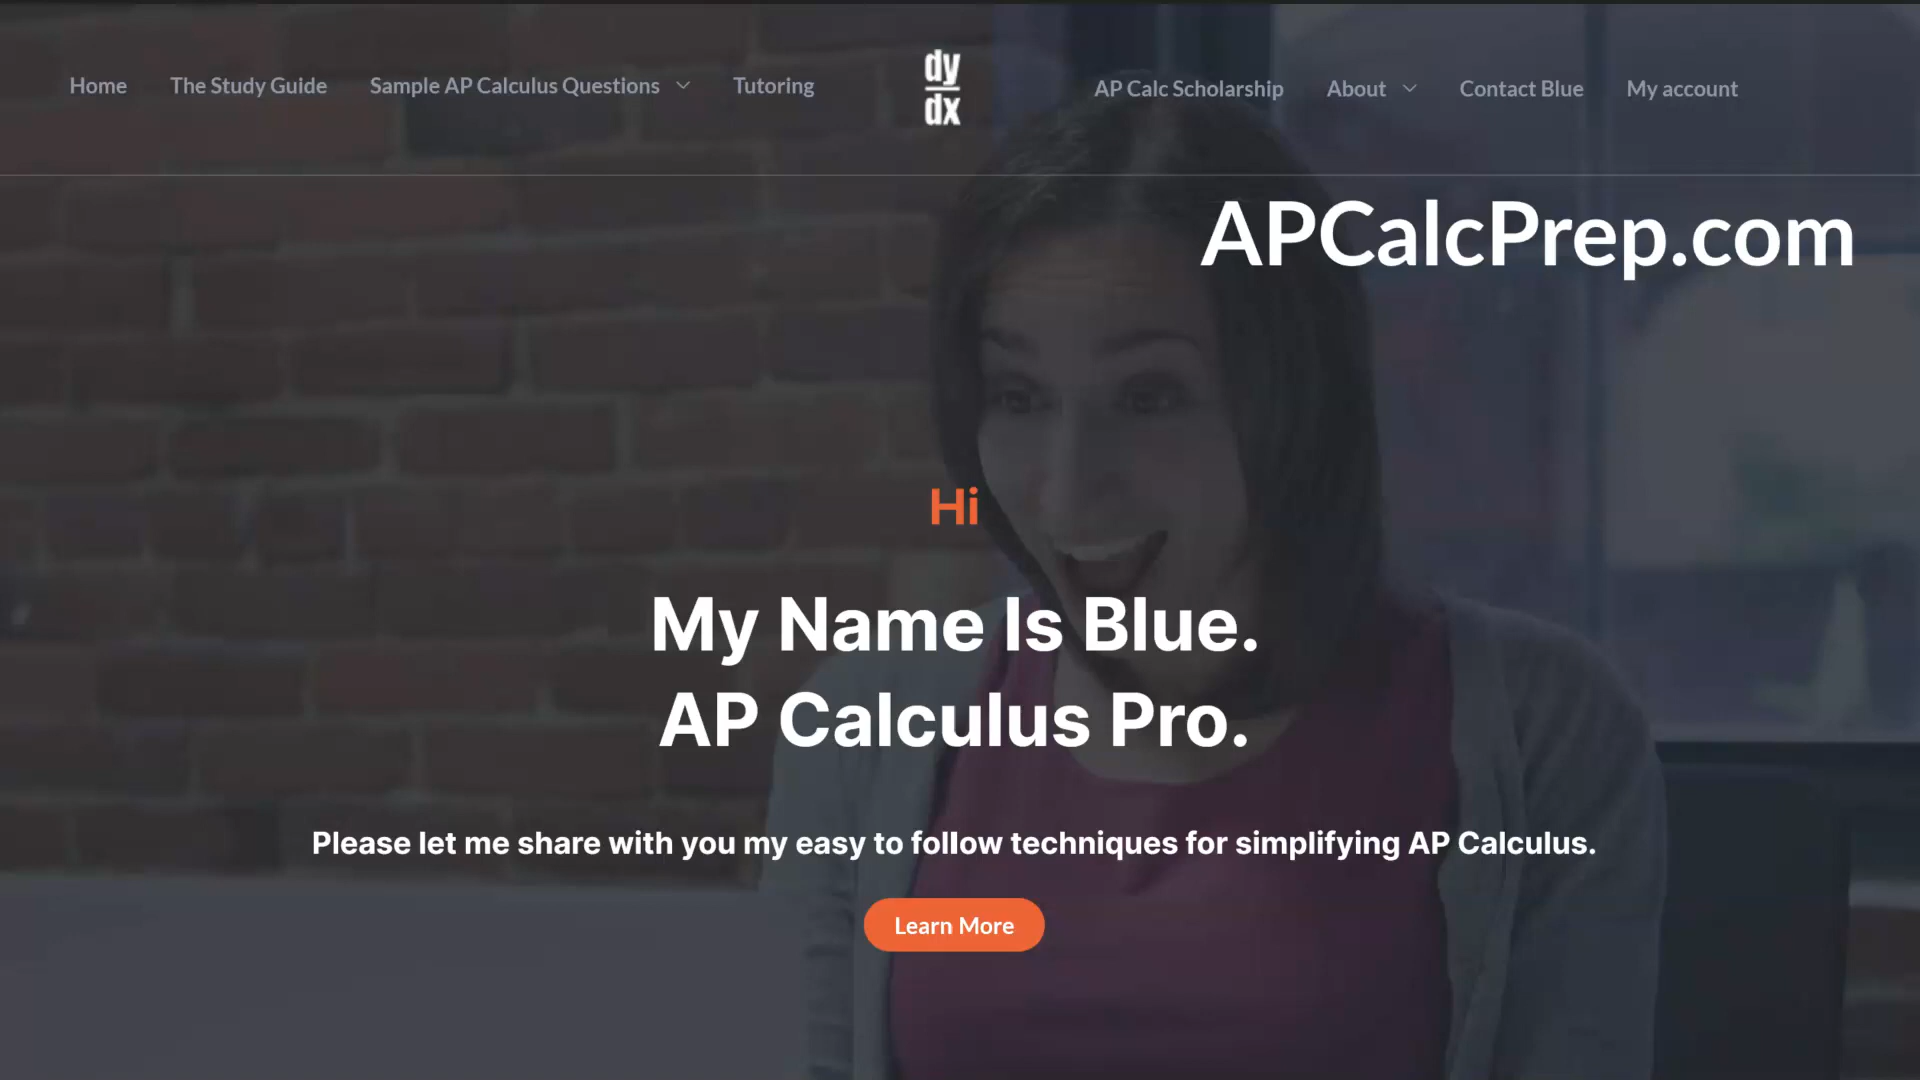 Home The Study Guide Sample AP Calculus Questions Tutoring
dy
dx
AP Calc Scholarship About Contact Blue My account
APCalcPrep.com
Hi
My Name Is Blue.
AP Calculus Pro.
Please let me share with you my easy to follow techniques for simplifying AP Calculus.
Learn More